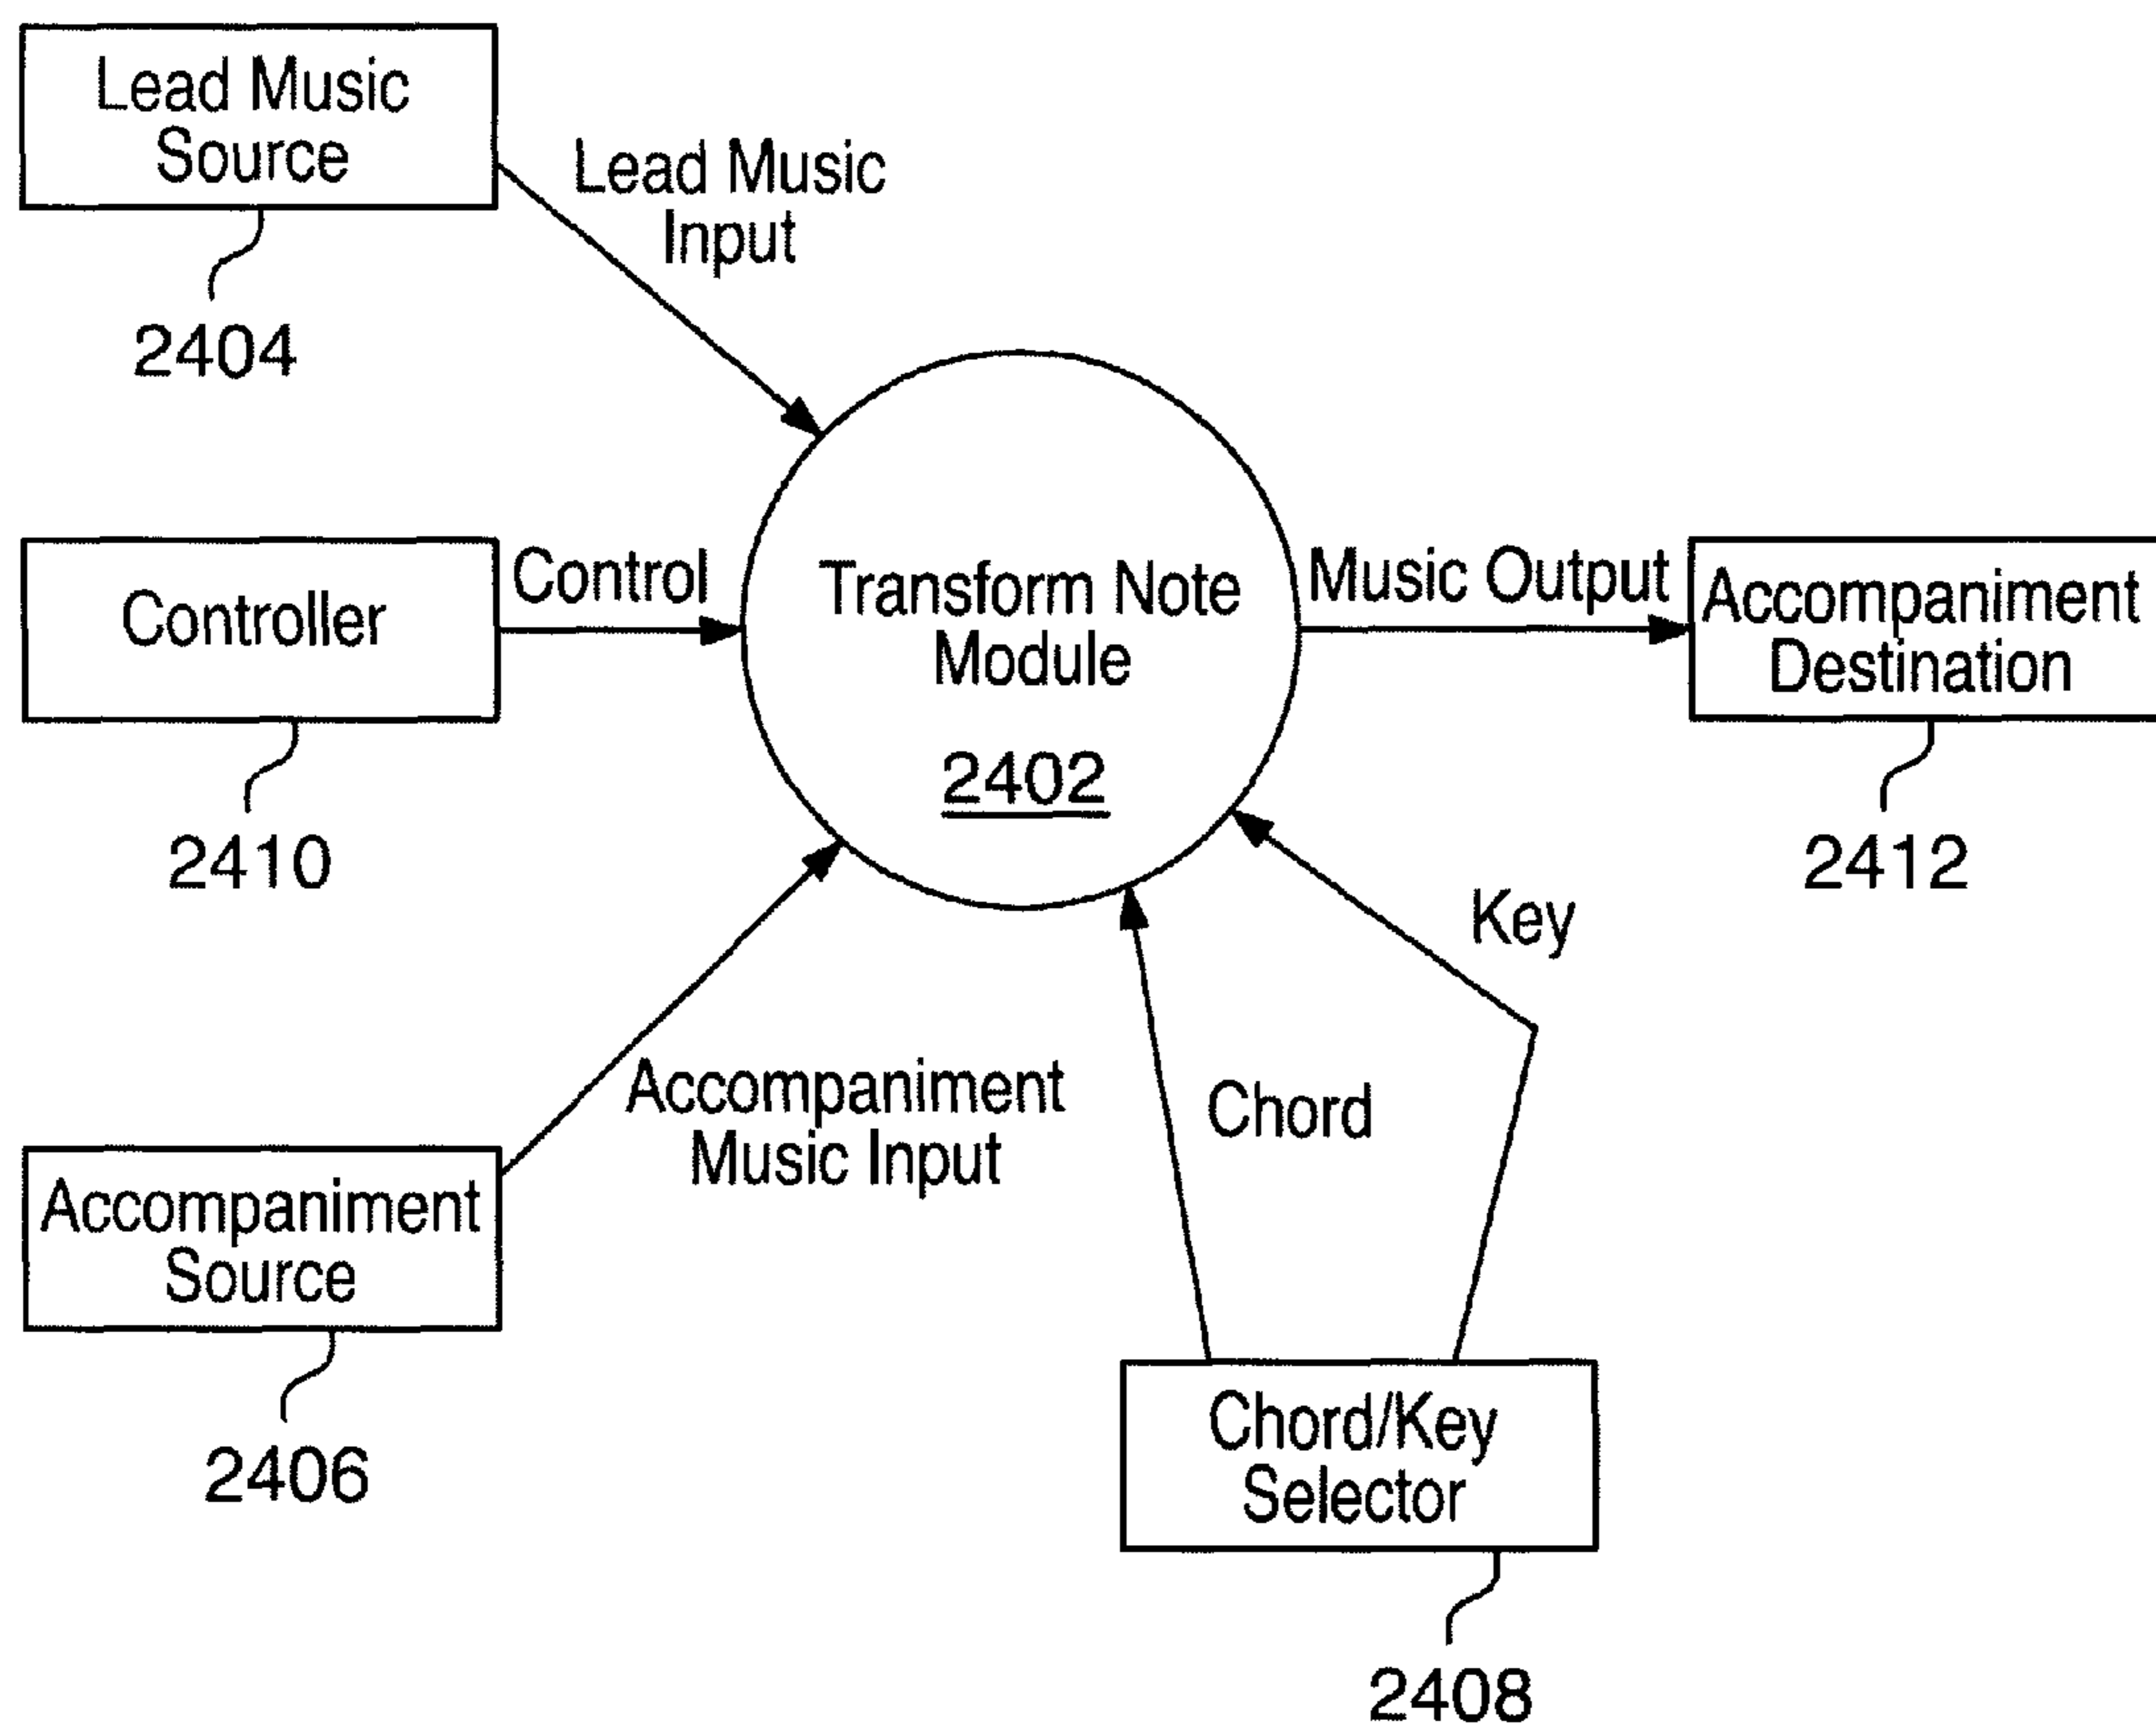 Lead Music
Source
2404
Lead Music
Input
Controller
2410
Control
Transform Note
Module
2402
Music Output
Accompaniment
Destination
2412
Accompaniment
Source
2406
Accompaniment
Music Input
Chord
Key
Chord/Key
Selector
2408